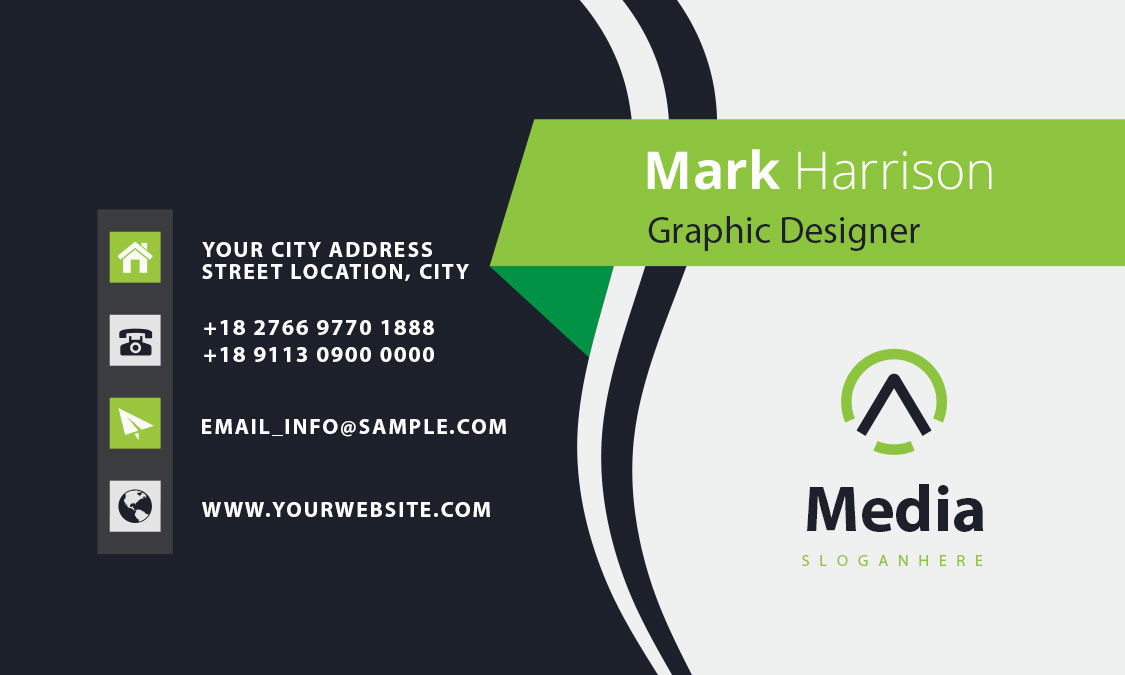 Mark Harrison
Graphic Designer
YOUR CITY ADDRESS
STREET LOCATION, CITY
+18 2766 9770 1888
+18 9113 0900 0000
EMAIL_INFO@SAMPLE.COM
WWW.YOURWEBSITE.COM
Media
SLOGANHERE